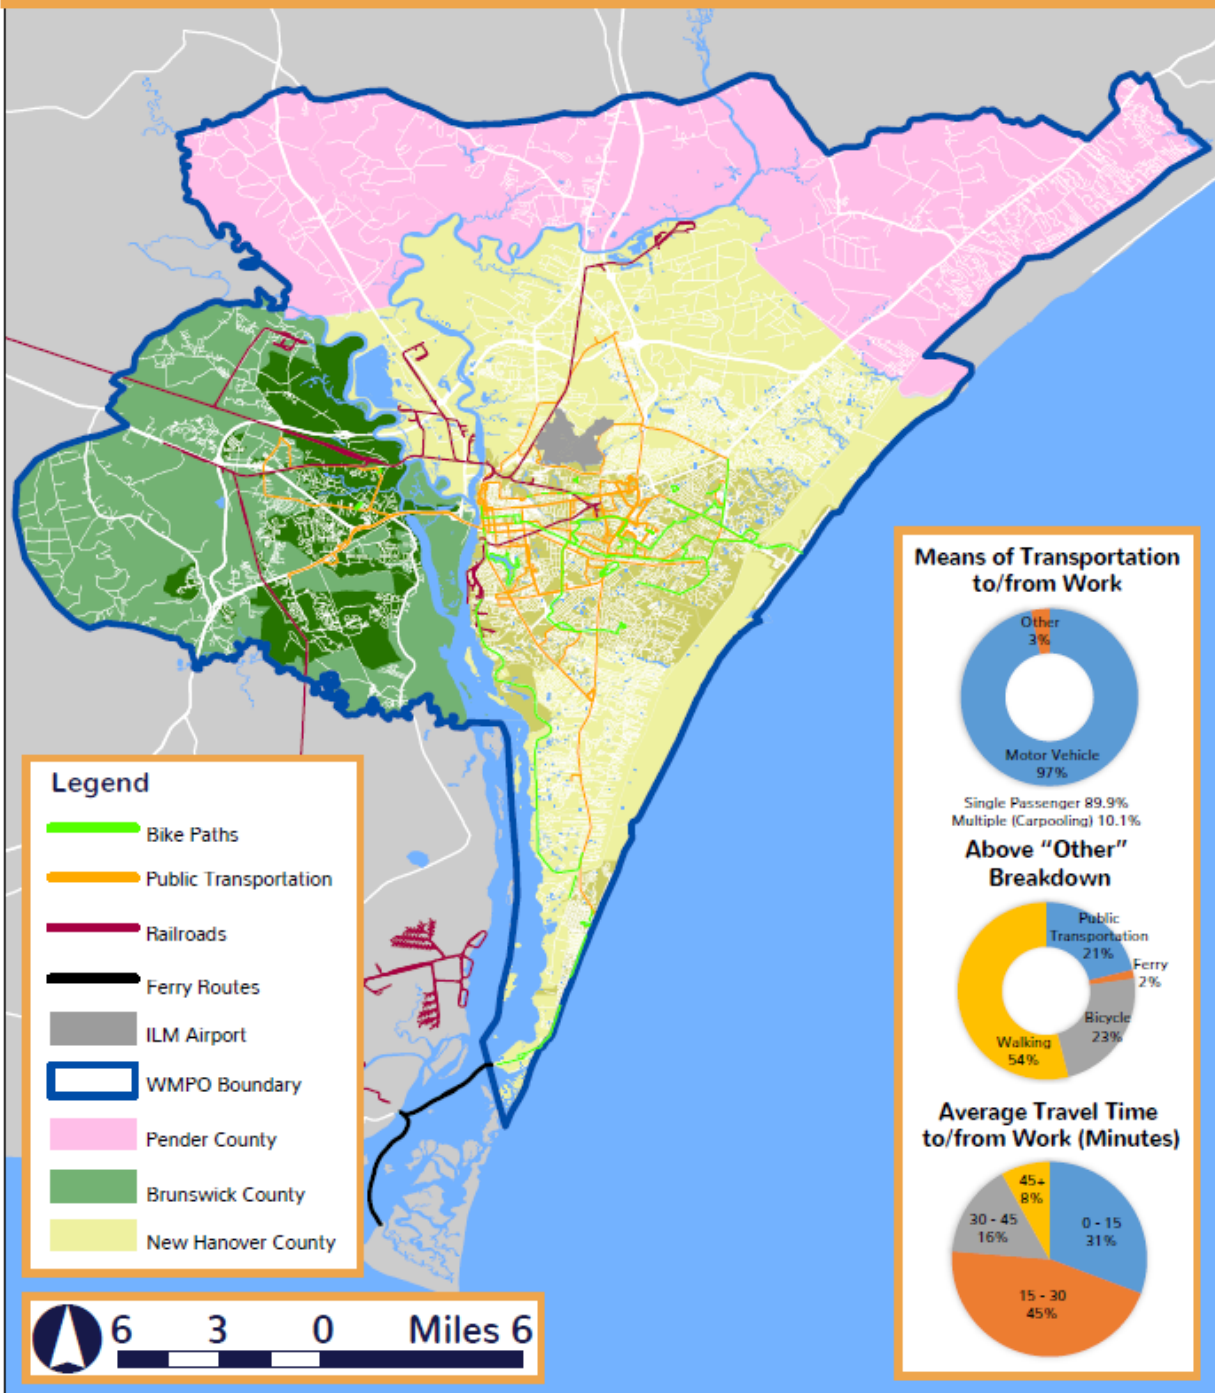 Means of Transportation
to/from Work
Other
3%
Motor Vehicle
97%
Single Passenger 89.9%
Multiple (Carpooling) 10.1%
Above “Other”
Breakdown
Public
Transportation
21%
Ferry
2%
Bicycle
23%
Walking
54%
Average Travel Time
to/from Work (Minutes)
45+
8%
30 - 45
16%
0 - 15
31%
15 - 30
45%
Legend
Bike Paths
Public Transportation
Railroads
Ferry Routes
ILM Airport
WMPO Boundary
Pender County
Brunswick County
New Hanover County
6 3 0 Miles 6